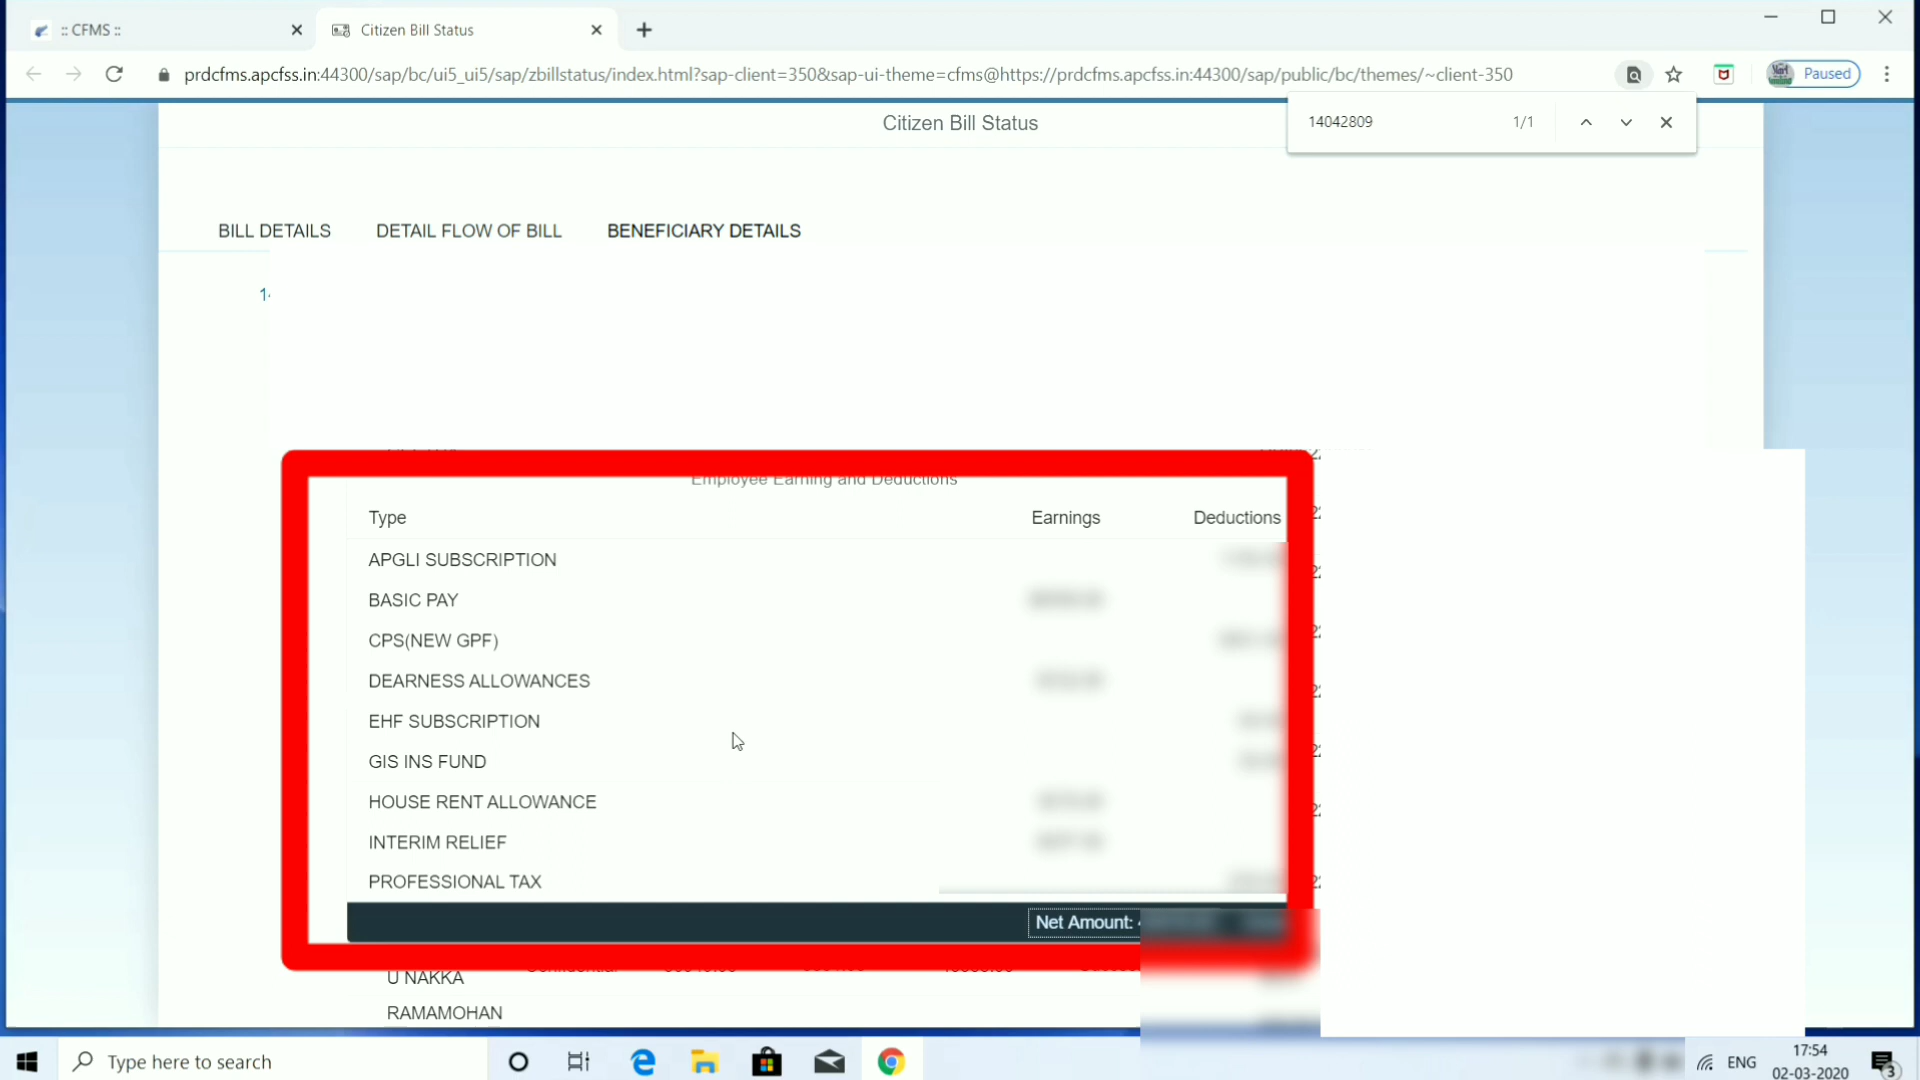 :: CFMS ::
Citizen Bill Status
prdcfms.apcfss.in:44300/sap/bc/ui5_ui5/sap/zbillstatus/index.html?sap-client=350&sap-ui-theme=cfms@https://prdcfms.apcfss.in:44300/sap/public/bc/themes/~client-350
Paused
14042809 1/1
Citizen Bill Status
BILL DETAILS DETAIL FLOW OF BILL BENEFICIARY DETAILS
Employee Earning and Deductions
Type Earnings Deductions
APGLI SUBSCRIPTION
BASIC PAY
CPS(NEW GPF)
DEARNESS ALLOWANCES
EHF SUBSCRIPTION
GIS INS FUND
HOUSE RENT ALLOWANCE
INTERIM RELIEF
PROFESSIONAL TAX
Net Amount:
U NAKKA
RAMAMOHAN
Type here to search
ENG
17:54
02-03-2020
3